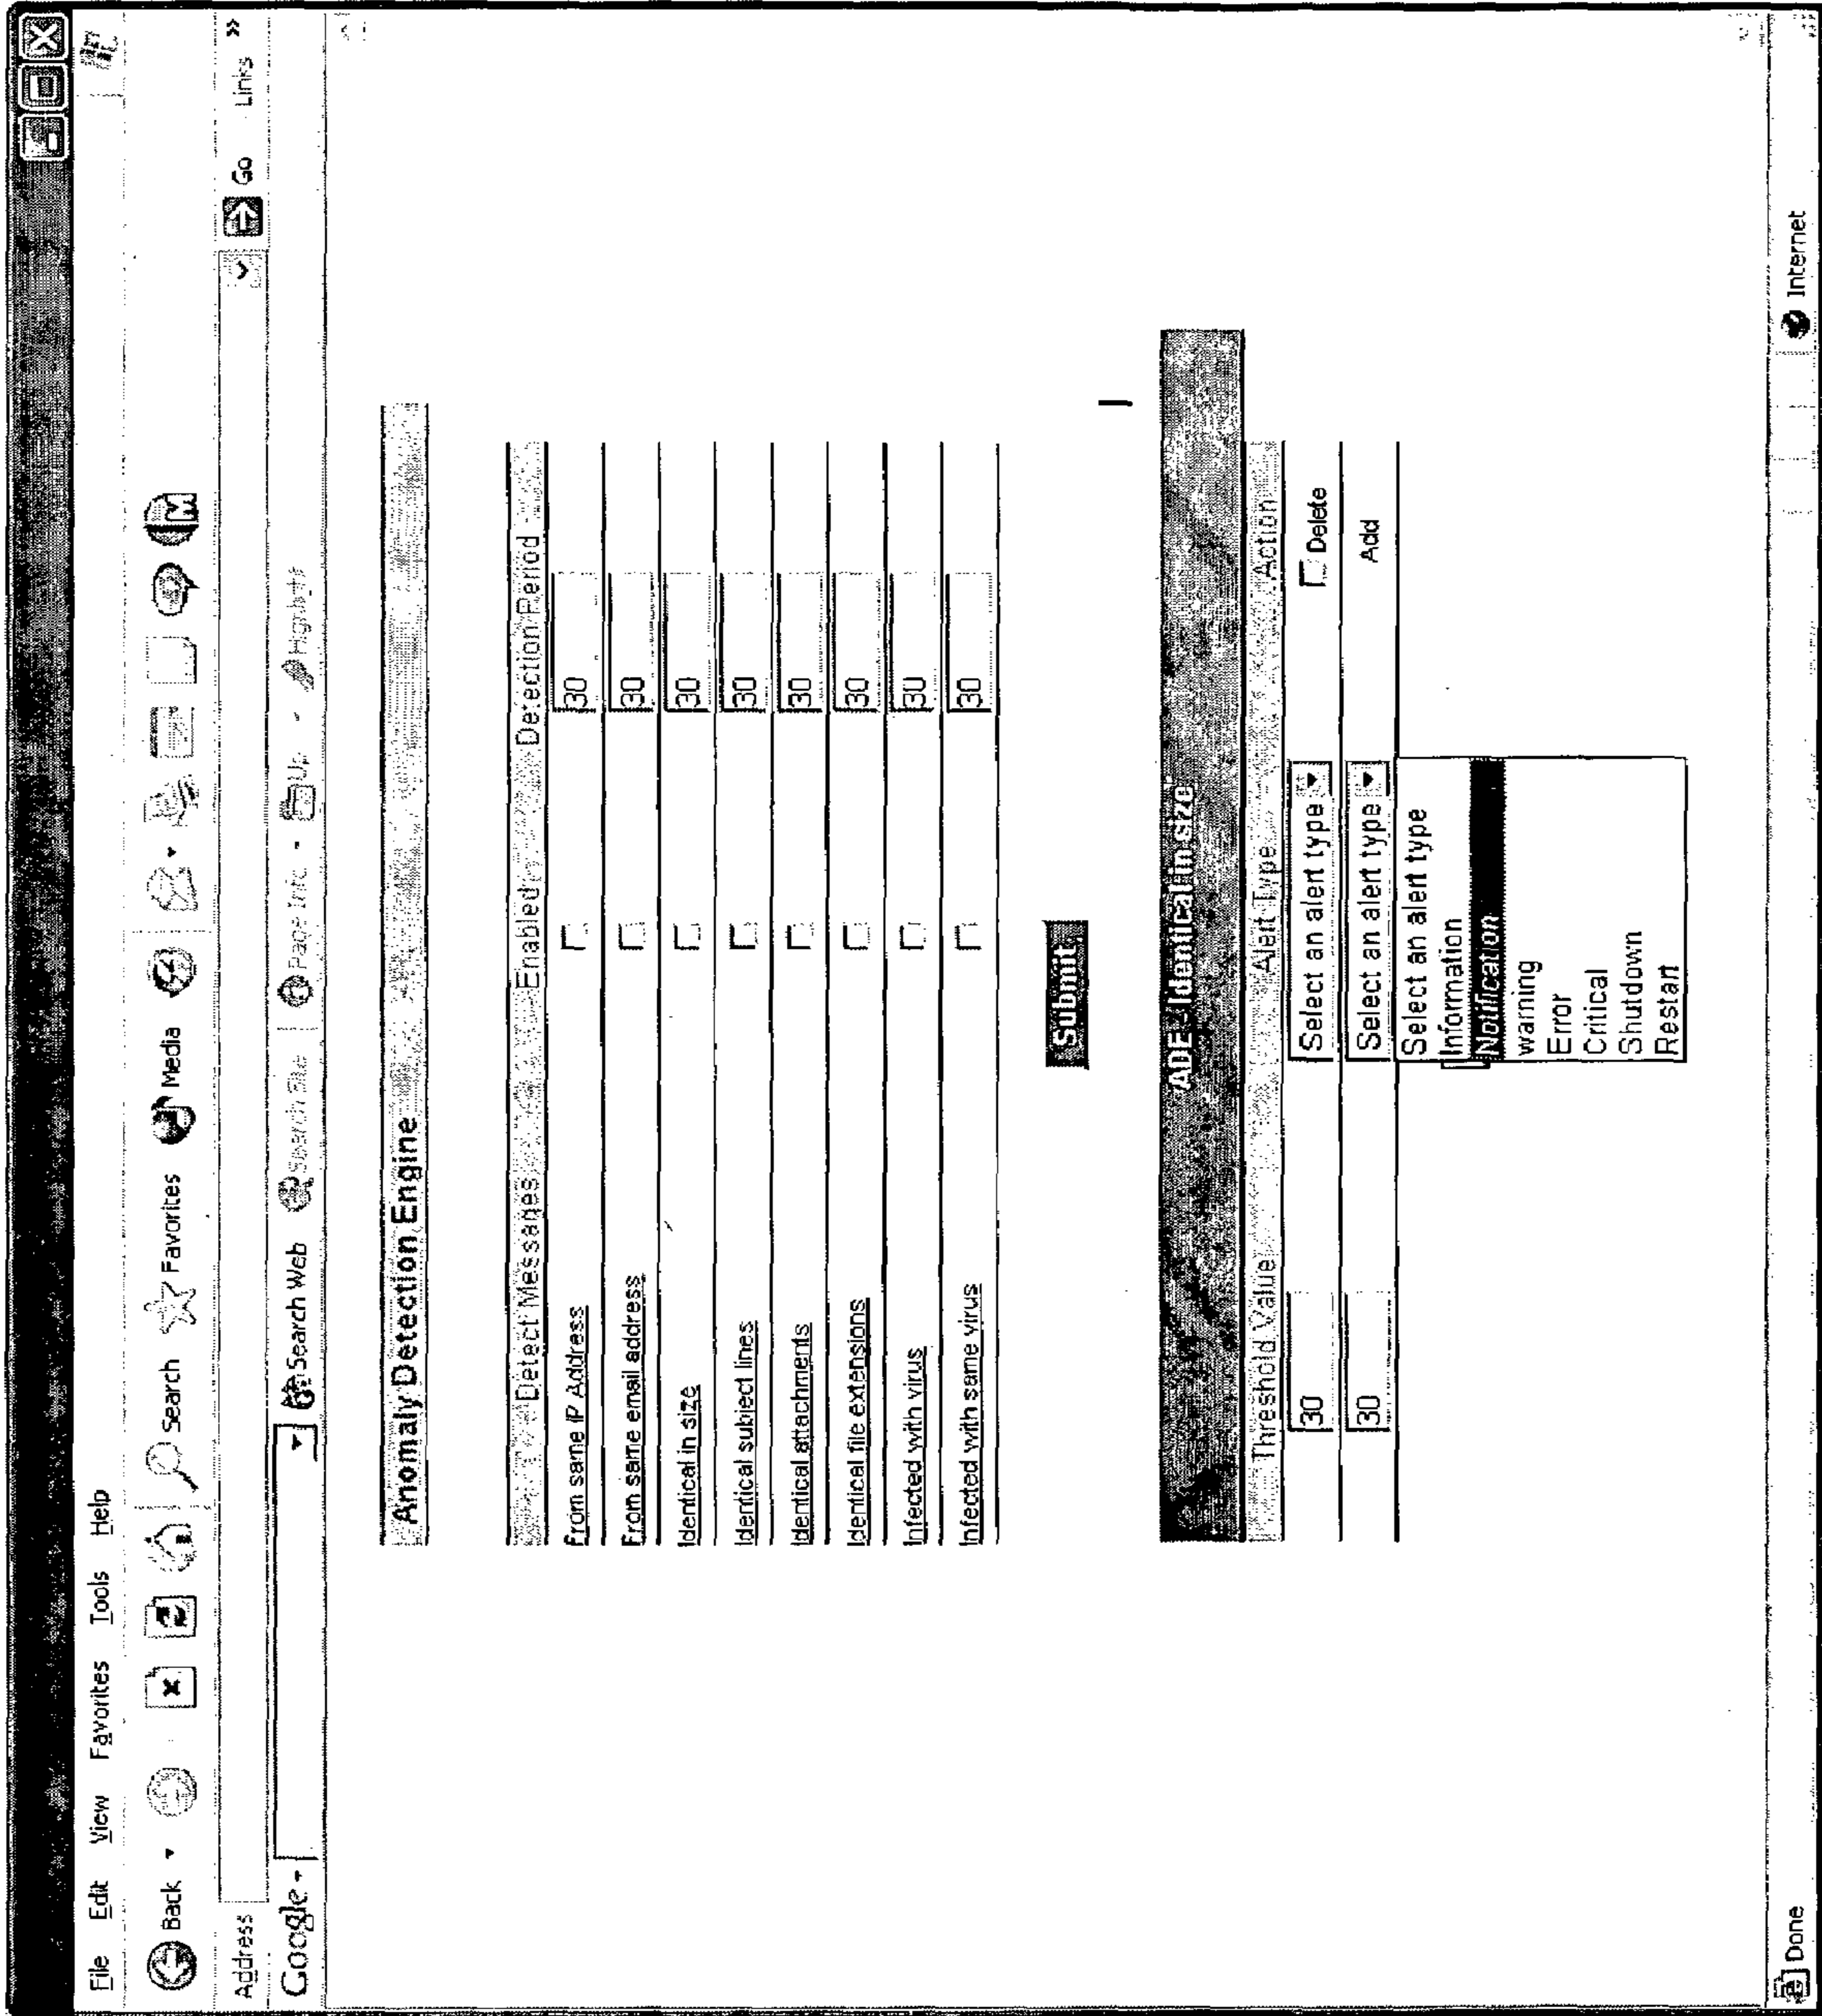 File Edit View Favorites Tools Help
Back Search Favorites Media
Address Go Links »
Google Search Web Search Site Page Info Up Highlight
Anomaly Detection Engine
Detect Messages Enabled Detection Period
From same IP Address 30
From same email address 30
Identical in size 30
Identical subject lines 30
Identical attachments 30
Identical file extensions 30
Infected with virus 30
Infected with same virus 30
Submit
ADE - Identical in size
Threshold Value Alert Type Action
30 Select an alert type Delete
30 Select an alert type Add
Select an alert type
Information
Notification
warning
Error
Critical
Shutdown
Restart
Done Internet